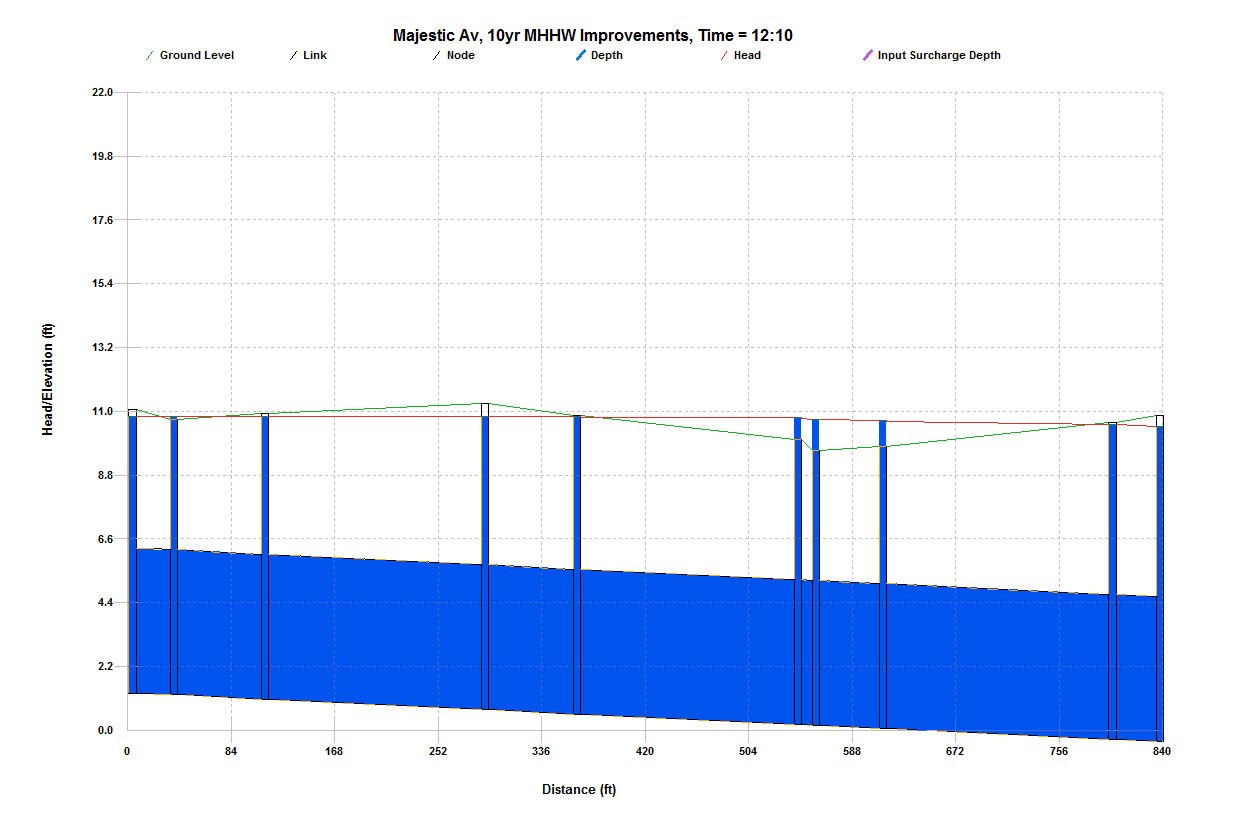 Majestic Av, 10yr MHHW Improvements, Time = 12:10
Ground Level Link Node Depth Head Input Surcharge Depth
22.0
19.8
17.6
15.4
13.2
11.0
8.8
6.6
4.4
2.2
0.0
Head/Elevation (ft)
0 84 168 252 336 420 504 588 672 756 840
Distance (ft)